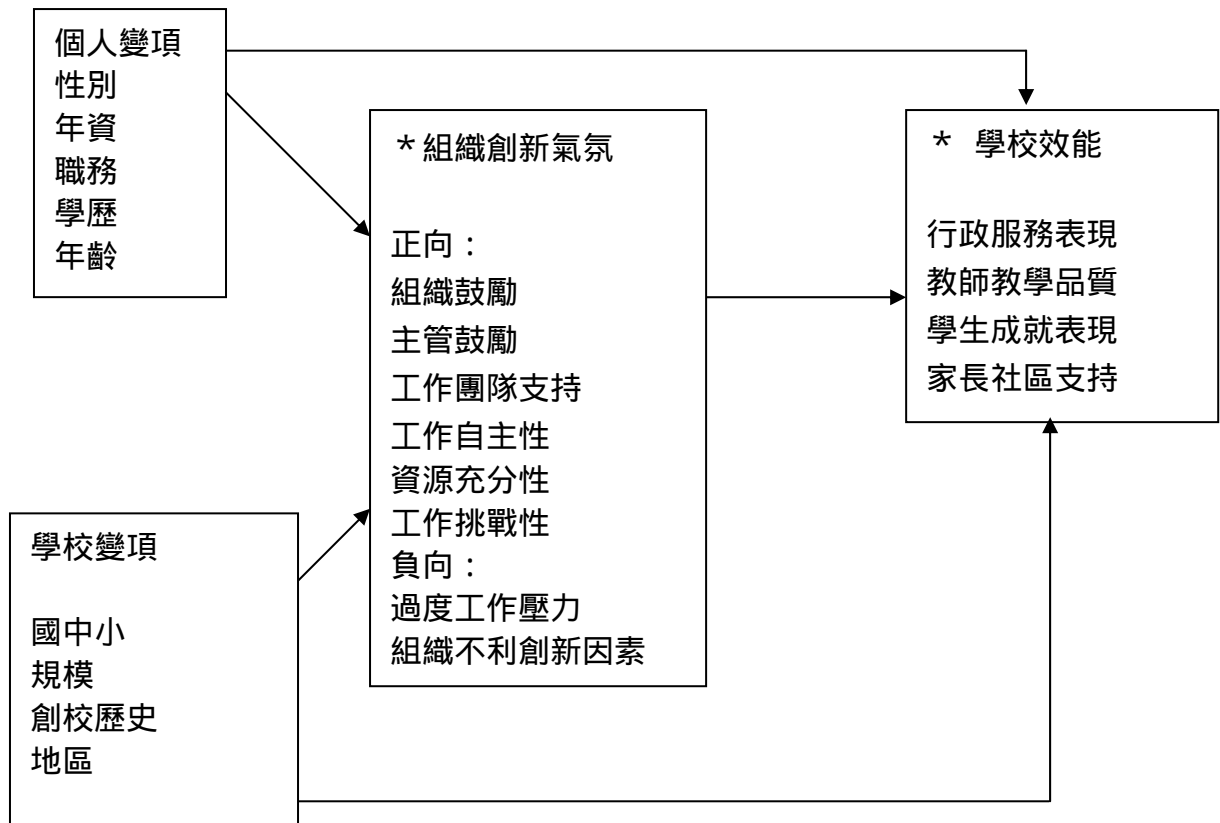 個人變項
性別
年資
職務
學歷
年齡
＊組織創新氣氛
正向：
組織鼓勵
主管鼓勵
工作團隊支持
工作自主性
資源充分性
工作挑戰性
負向：
過度工作壓力
組織不利創新因素
＊ 學校效能
行政服務表現
教師教學品質
學生成就表現
家長社區支持
學校變項
國中小
規模
創校歷史
地區